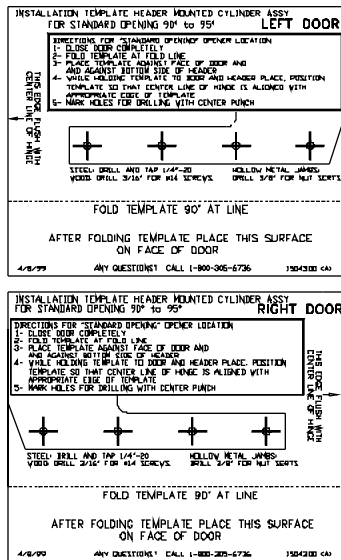 INSTALLATION TEMPLATE HEADER MOUNTED CYLINDER ASSY
FOR STANDARD OPENING 90° to 95° LEFT DOOR
DIRECTIONS FOR "STANDARD OPENING" OPENER LOCATION
1- CLOSE DOOR COMPLETELY
2- FOLD TEMPLATE AT FOLD LINE
3- PLACE TEMPLATE AGAINST FACE OF DOOR AND
AND AGAINST BOTTOM SIDE OF HEADER
4- WHILE HOLDING TEMPLATE TO DOOR AND HEADER PLACE, POSITION
TEMPLATE SO THAT CENTER LINE OF HINGE IS ALIGNED WITH
APPROPRIATE EDGE OF TEMPLATE
5- MARK HOLES FOR DRILLING WITH CENTER PUNCH
THIS EDGE FLUSH WITH
CENTER LINE OF HINGE
STEEL: DRILL AND TAP 1/4"-20 HOLLOW METAL JAMBS:
WOOD: DRILL 3/16" FOR #14 SCREWS. DRILL 3/8" FOR NUT SERTS
FOLD TEMPLATE 90° AT LINE
AFTER FOLDING TEMPLATE PLACE THIS SURFACE
ON FACE OF DOOR
4/8/99 ANY QUESTIONS? CALL 1-800-305-6736 1504300 (A)
INSTALLATION TEMPLATE HEADER MOUNTED CYLINDER ASSY
FOR STANDARD OPENING 90° to 95° RIGHT DOOR
DIRECTIONS FOR "STANDARD OPENING" OPENER LOCATION
1- CLOSE DOOR COMPLETELY
2- FOLD TEMPLATE AT FOLD LINE
3- PLACE TEMPLATE AGAINST FACE OF DOOR AND
AND AGAINST BOTTOM SIDE OF HEADER
4- WHILE HOLDING TEMPLATE TO DOOR AND HEADER PLACE, POSITION
TEMPLATE SO THAT CENTER LINE OF HINGE IS ALIGNED WITH
APPROPRIATE EDGE OF TEMPLATE
5- MARK HOLES FOR DRILLING WITH CENTER PUNCH
THIS EDGE FLUSH WITH
CENTER LINE OF HINGE
STEEL: DRILL AND TAP 1/4"-20 HOLLOW METAL JAMBS:
WOOD: DRILL 3/16" FOR #14 SCREWS. DRILL 3/8" FOR NUT SERTS
FOLD TEMPLATE 90° AT LINE
AFTER FOLDING TEMPLATE PLACE THIS SURFACE
ON FACE OF DOOR
4/8/99 ANY QUESTIONS? CALL 1-800-305-6736 1504300 (A)